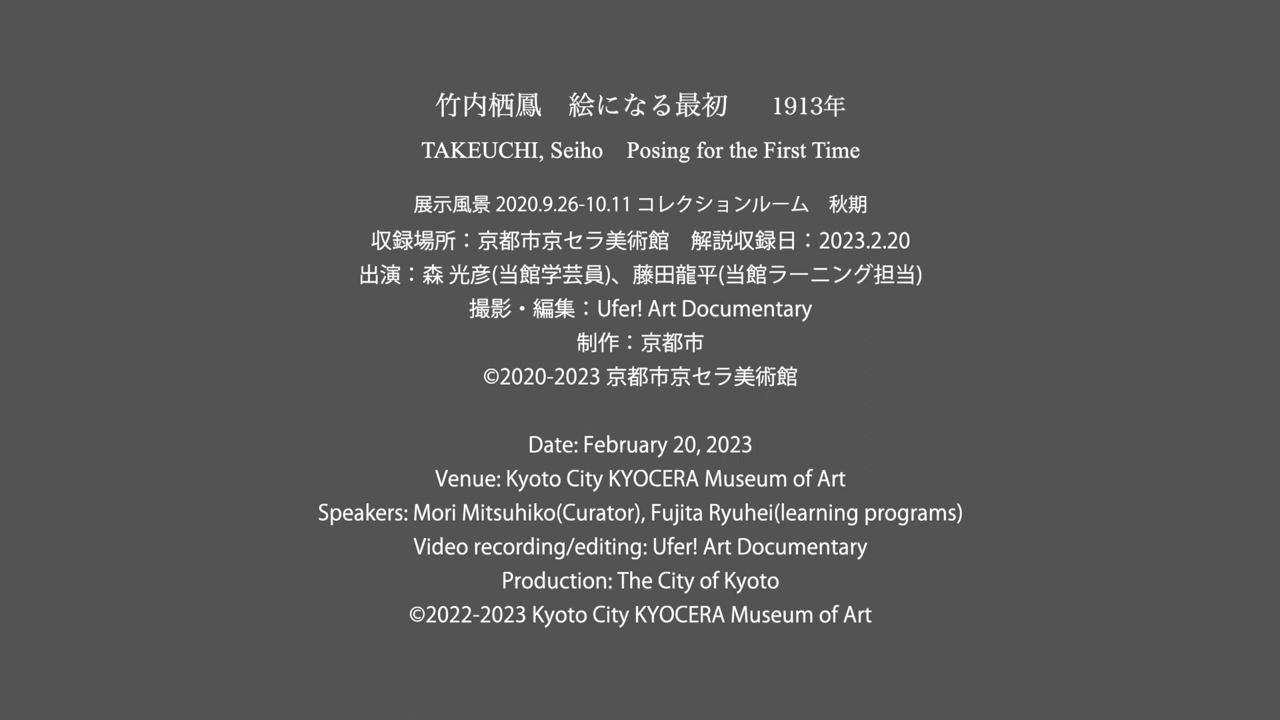 竹内栖鳳　絵になる最初　1913年
TAKEUCHI, Seiho　Posing for the First Time
展示風景 2020.9.26-10.11 コレクションルーム　秋期
収録場所：京都市京セラ美術館　解説収録日：2023.2.20
出演：森 光彦(当館学芸員)、藤田龍平(当館ラーニング担当)
撮影・編集：Ufer! Art Documentary
制作：京都市
©2020-2023 京都市京セラ美術館
Date: February 20, 2023
Venue: Kyoto City KYOCERA Museum of Art
Speakers: Mori Mitsuhiko(Curator), Fujita Ryuhei(learning programs)
Video recording/editing: Ufer! Art Documentary
Production: The City of Kyoto
©2022-2023 Kyoto City KYOCERA Museum of Art